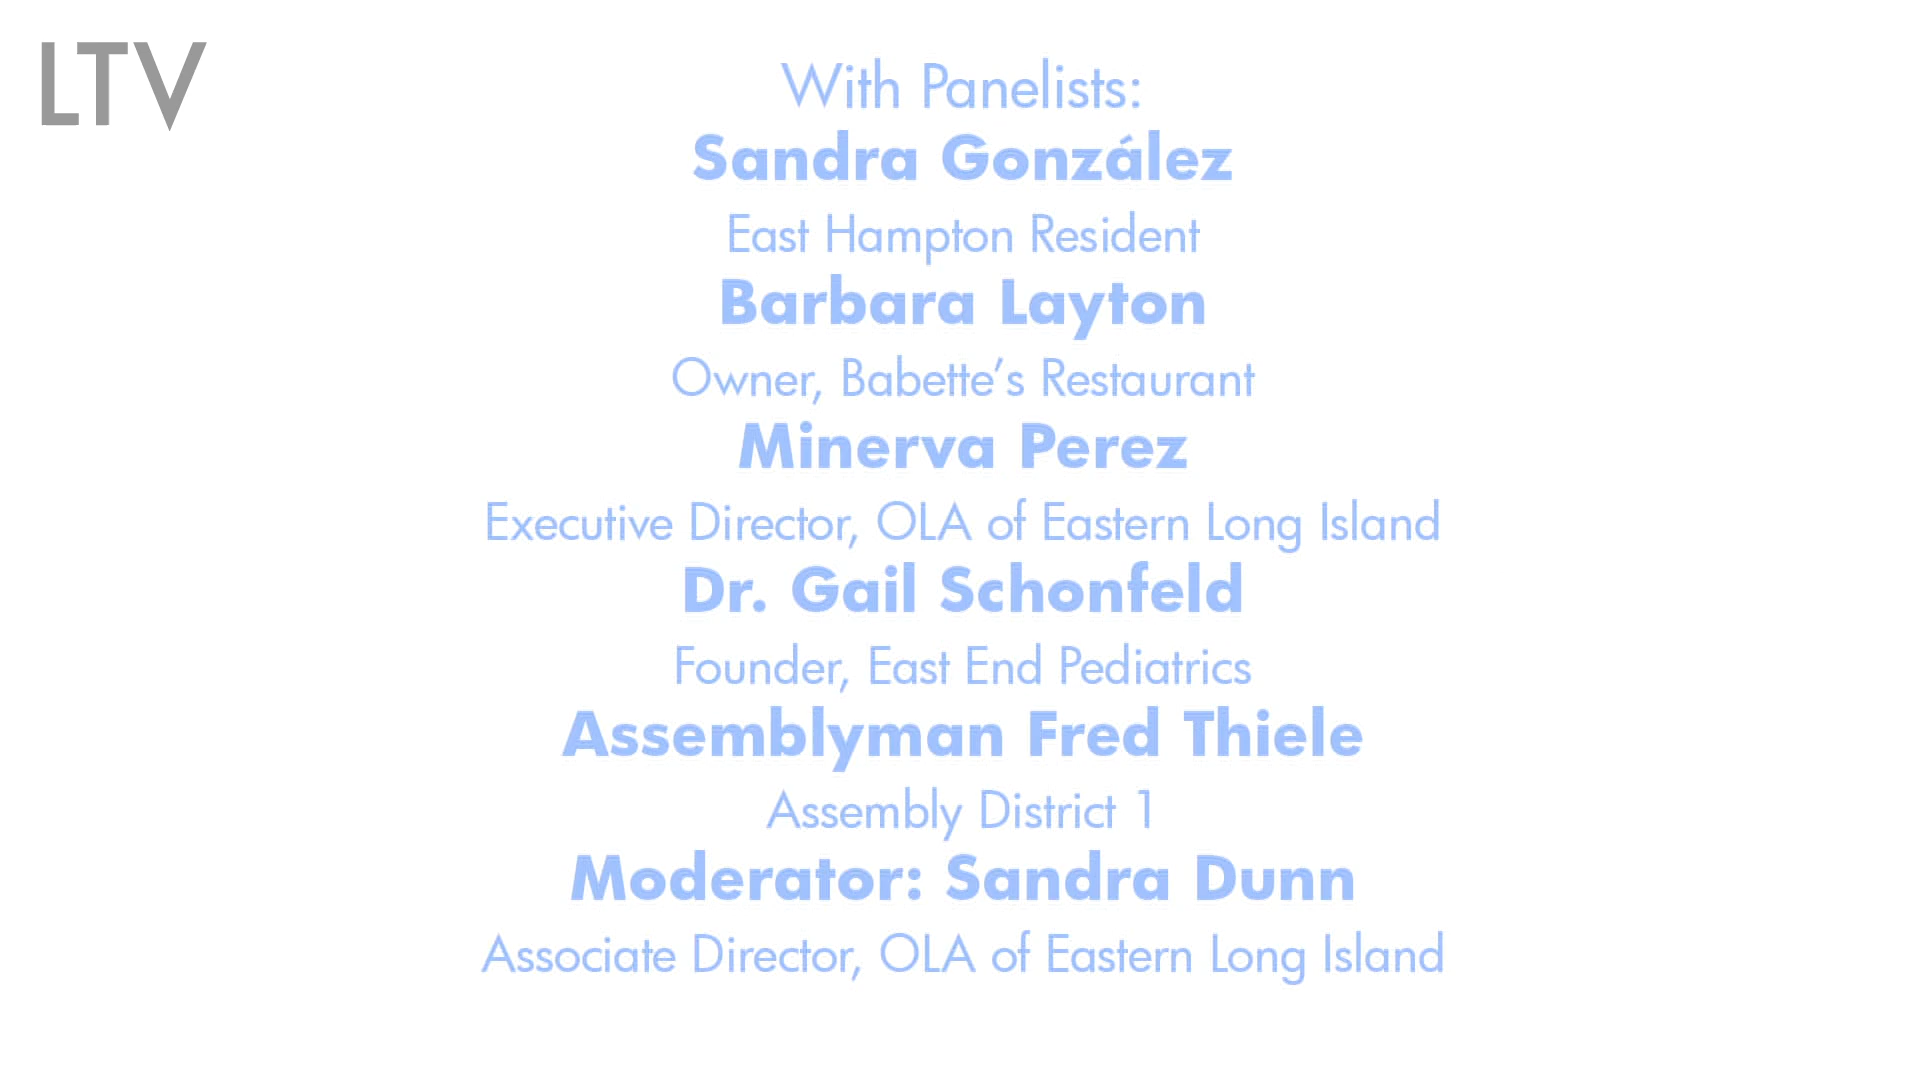 LTV
With Panelists:
Sandra González
East Hampton Resident
Barbara Layton
Owner, Babette’s Restaurant
Minerva Perez
Executive Director, OLA of Eastern Long Island
Dr. Gail Schonfeld
Founder, East End Pediatrics
Assemblyman Fred Thiele
Assembly District 1
Moderator: Sandra Dunn
Associate Director, OLA of Eastern Long Island